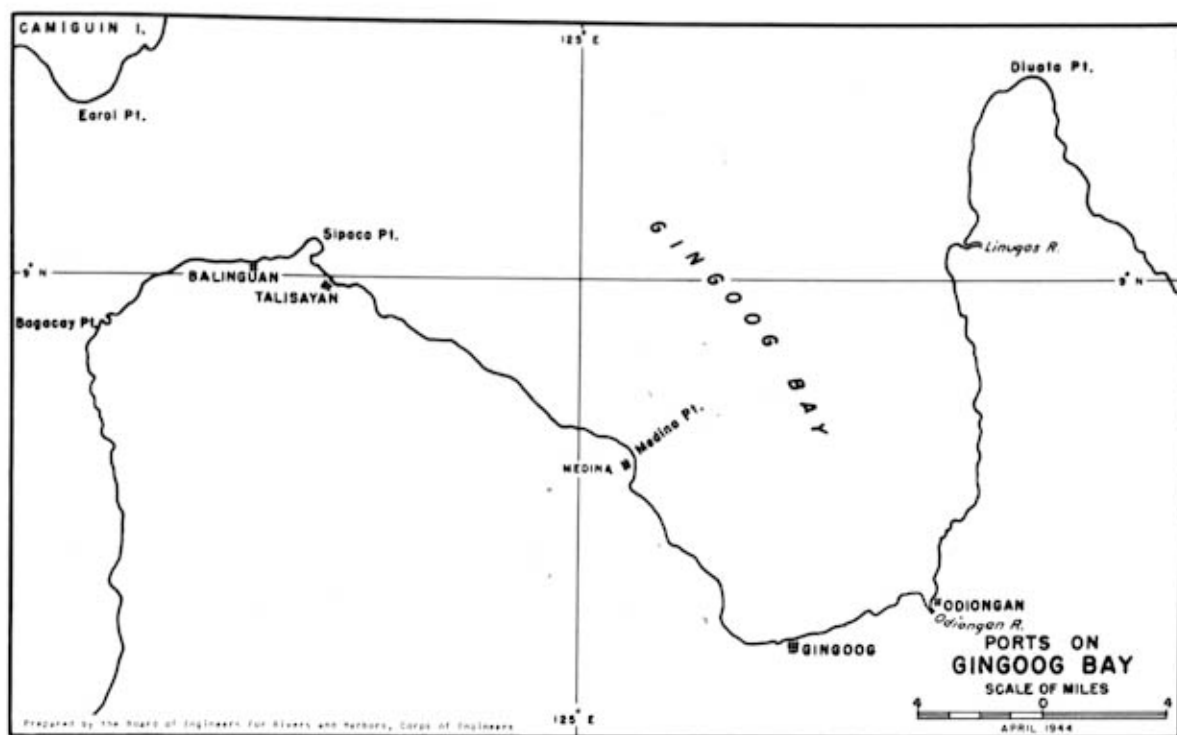 CAMIGUIN I.
125° E
Diuata Pt.
Earol Pt.
Sipaca Pt.
GINGOOG BAY
Linugos R.
9° N
BALINGUAN
9° N
TALISAYAN
Bagacay Pt.
Medina Pt.
MEDINA
ODIONGAN
Odiongan R.
GINGOOG
PORTS ON
GINGOOG BAY
SCALE OF MILES
4 0 4
APRIL 1944
Prepared by the Board of Engineers for Rivers and Harbors, Corps of Engineers
125° E